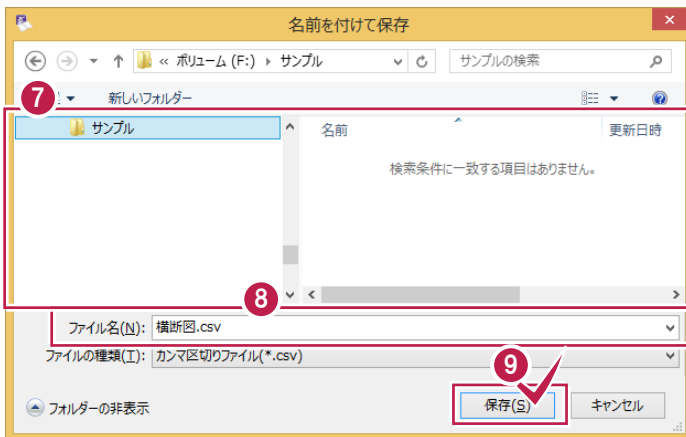 名前を付けて保存
« ボリューム (F:) サンプル サンプルの検索
7 新しいフォルダー
サンプル 名前 更新日時
検索条件に一致する項目はありません。
8
ファイル名(N): 横断図.csv
ファイルの種類(T): カンマ区切りファイル(*.csv)
9
フォルダーの非表示 保存(S) キャンセル